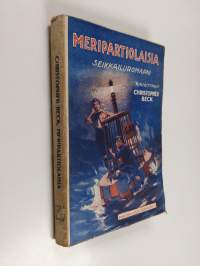 MERIPARTIOLAISIA
SEIKKAILUROMAANI
KIRJOITTANUT
CHRISTOPHER
BECK
CHRISTOPHER BECK, MERIPARTIOLAISIA